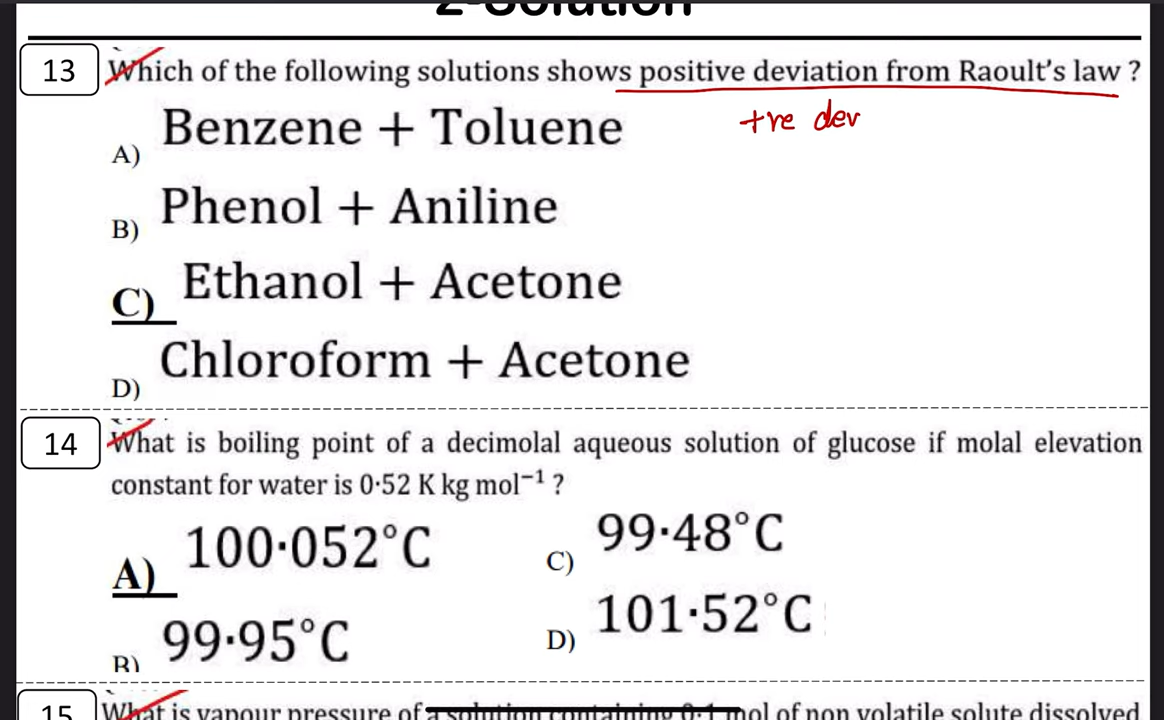 2-Solution
13 Which of the following solutions shows positive deviation from Raoult's law ?
+ve dev
A) Benzene + Toluene
B) Phenol + Aniline
C) Ethanol + Acetone
D) Chloroform + Acetone
14 What is boiling point of a decimolal aqueous solution of glucose if molal elevation
constant for water is 0·52 K kg mol⁻¹ ?
A) 100·052°C
C) 99·48°C
B) 99·95°C
D) 101·52°C
15 What is vapour pressure of a solution containing 0·1 mol of non volatile solute dissolved